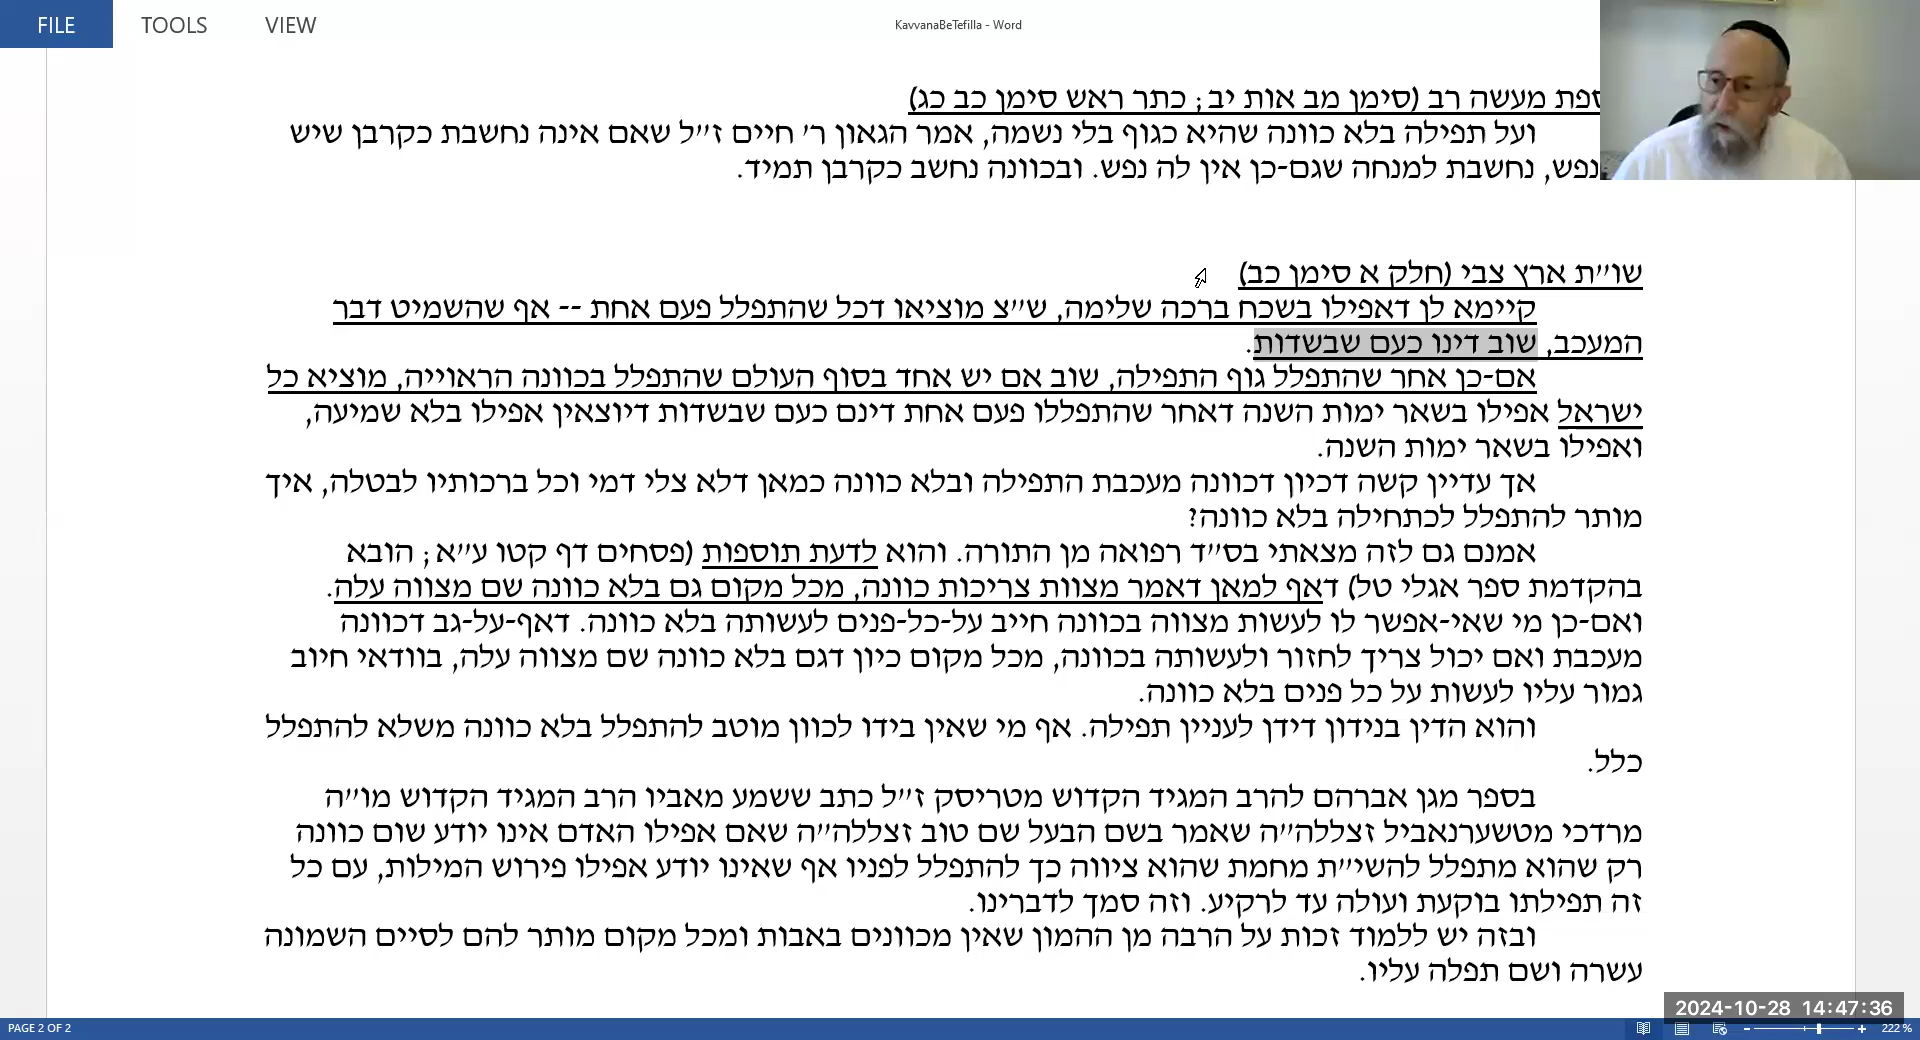 FILE TOOLS VIEW
KavvanaBeTefilla - Word
מעשה רב (סימן מב אות יב; כתר ראש סימן כב כג)
ועל תפילה בלא כוונה שהיא כגוף בלי נשמה, אמר הגאון ר' חיים ז"ל שאם אינה נחשבת כקרבן שיש
נפש, נחשבת למנחה שגם-כן אין לה נפש. ובכוונה נחשב כקרבן תמיד.
שו"ת ארץ צבי (חלק א סימן כב)
קיימא לן דאפילו בשכח ברכה שלימה, ש"צ מוציאו דכל שהתפלל פעם אחת -- אף שהשמיט דבר
המעכב, שוב דינו כעם שבשדות.
אם-כן אחר שהתפלל גוף התפילה, שוב אם יש אחד בסוף העולם שהתפלל בכוונה הראוייה, מוציא כל
ישראל אפילו בשאר ימות השנה דאחר שהתפללו פעם אחת דינם כעם שבשדות דיוצאין אפילו בלא שמיעה,
ואפילו בשאר ימות השנה.
אך עדיין קשה דכיון דכוונה מעכבת התפילה ובלא כוונה כמאן דלא צלי דמי וכל ברכותיו לבטלה, איך
מותר להתפלל לכתחילה בלא כוונה?
אמנם גם לזה מצאתי בס"ד רפואה מן התורה. והוא לדעת תוספות (פסחים דף קטו ע"א; הובא
בהקדמת ספר אגלי טל) דאף למאן דאמר מצוות צריכות כוונה, מכל מקום גם בלא כוונה שם מצווה עלה.
ואם-כן מי שאי-אפשר לו לעשות מצווה בכוונה חייב על-כל-פנים לעשותה בלא כוונה. דאף-על-גב דכוונה
מעכבת ואם יכול צריך לחזור ולעשותה בכוונה, מכל מקום כיון דגם בלא כוונה שם מצווה עלה, בוודאי חיוב
גמור עליו לעשות על כל פנים בלא כוונה.
והוא הדין בנידון דידן לעניין תפילה. אף מי שאין בידו לכוון מוטב להתפלל בלא כוונה משלא להתפלל
כלל.
בספר מגן אברהם להרב המגיד הקדוש מטריסק ז"ל כתב ששמע מאביו הרב המגיד הקדוש מו"ה
מרדכי מטשערנאביל זצללה"ה שאמר בשם הבעל שם טוב זצללה"ה שאם אפילו האדם אינו יודע שום כוונה
רק שהוא מתפלל להשי"ת מחמת שהוא ציווה כך להתפלל לפניו אף שאינו יודע אפילו פירוש המילות, עם כל
זה תפילתו בוקעת ועולה עד לרקיע. וזה סמך לדברינו.
ובזה יש ללמוד זכות על הרבה מן ההמון שאין מכוונים באבות ומכל מקום מותר להם לסיים השמונה
עשרה ושם תפלה עליו.
2024-10-28 14:47:36
PAGE 2 OF 2
222 %